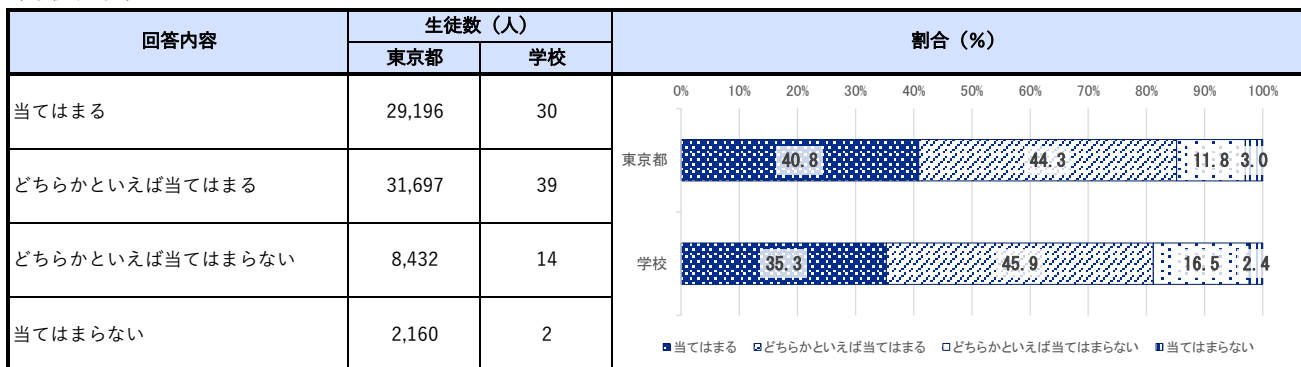 回答内容
生徒数（人）
割合（%）
東京都
学校
当てはまる
29,196
30
どちらかといえば当てはまる
31,697
39
どちらかといえば当てはまらない
8,432
14
当てはまらない
2,160
2
0% 10% 20% 30% 40% 50% 60% 70% 80% 90% 100%
東京都 40.8 44.3 11.8 3.0
学校 35.3 45.9 16.5 2.4
当てはまる どちらかといえば当てはまる どちらかといえば当てはまらない 当てはまらない